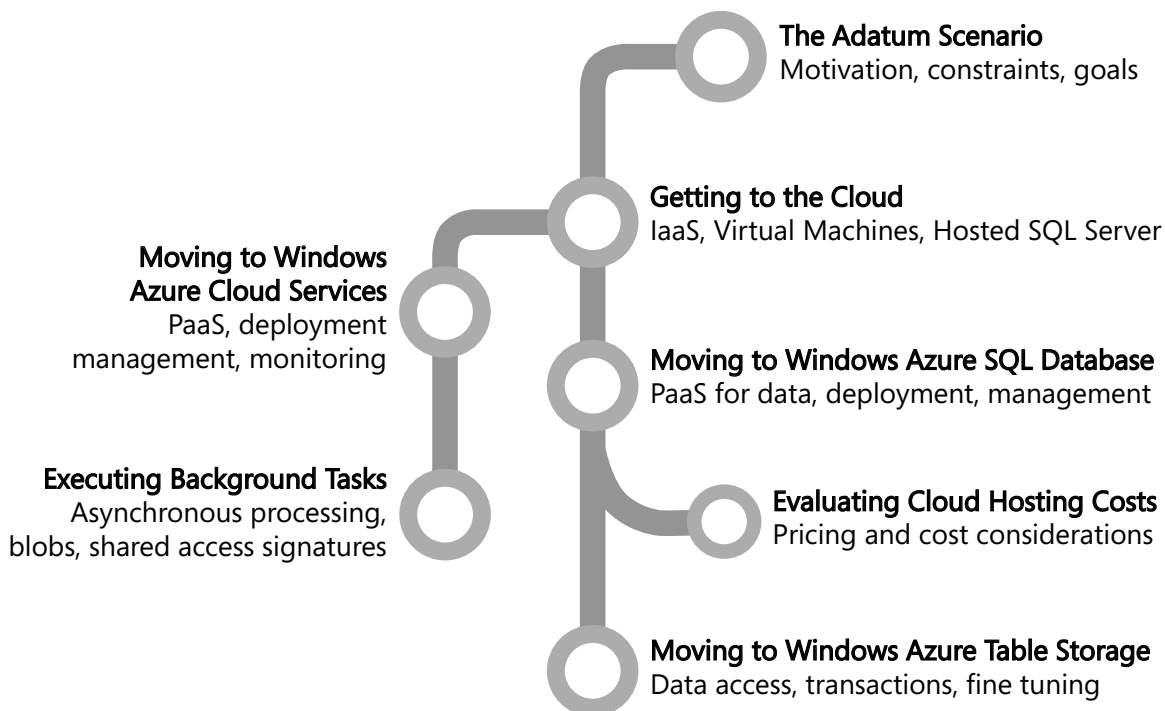 The Adatum Scenario
Motivation, constraints, goals
Getting to the Cloud
IaaS, Virtual Machines, Hosted SQL Server
Moving to Windows
Azure Cloud Services
PaaS, deployment
management, monitoring
Moving to Windows Azure SQL Database
PaaS for data, deployment, management
Executing Background Tasks
Asynchronous processing,
blobs, shared access signatures
Evaluating Cloud Hosting Costs
Pricing and cost considerations
Moving to Windows Azure Table Storage
Data access, transactions, fine tuning